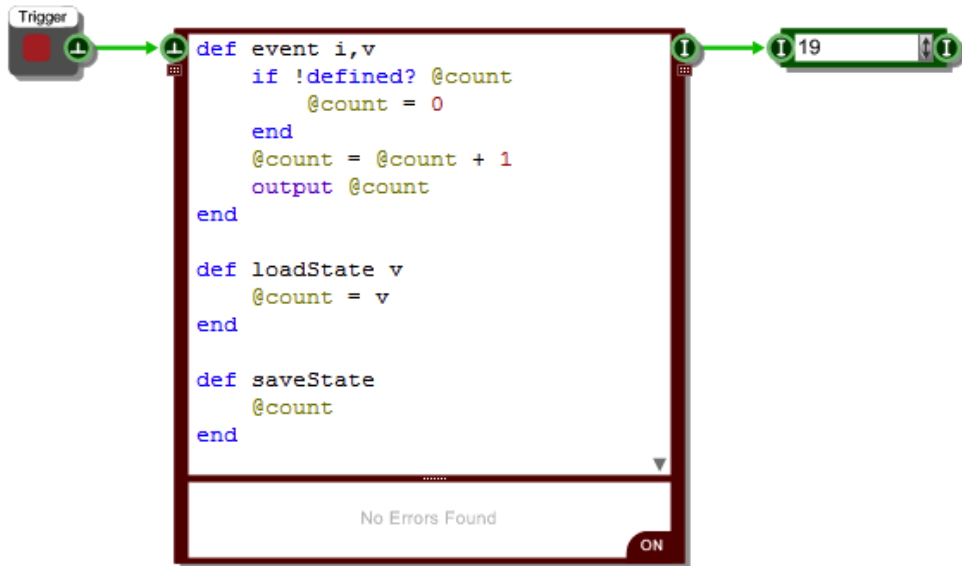 Trigger
def event i,v
    if !defined? @count
        @count = 0
    end
    @count = @count + 1
    output @count
end
def loadState v
    @count = v
end
def saveState
    @count
end
No Errors Found
ON
19